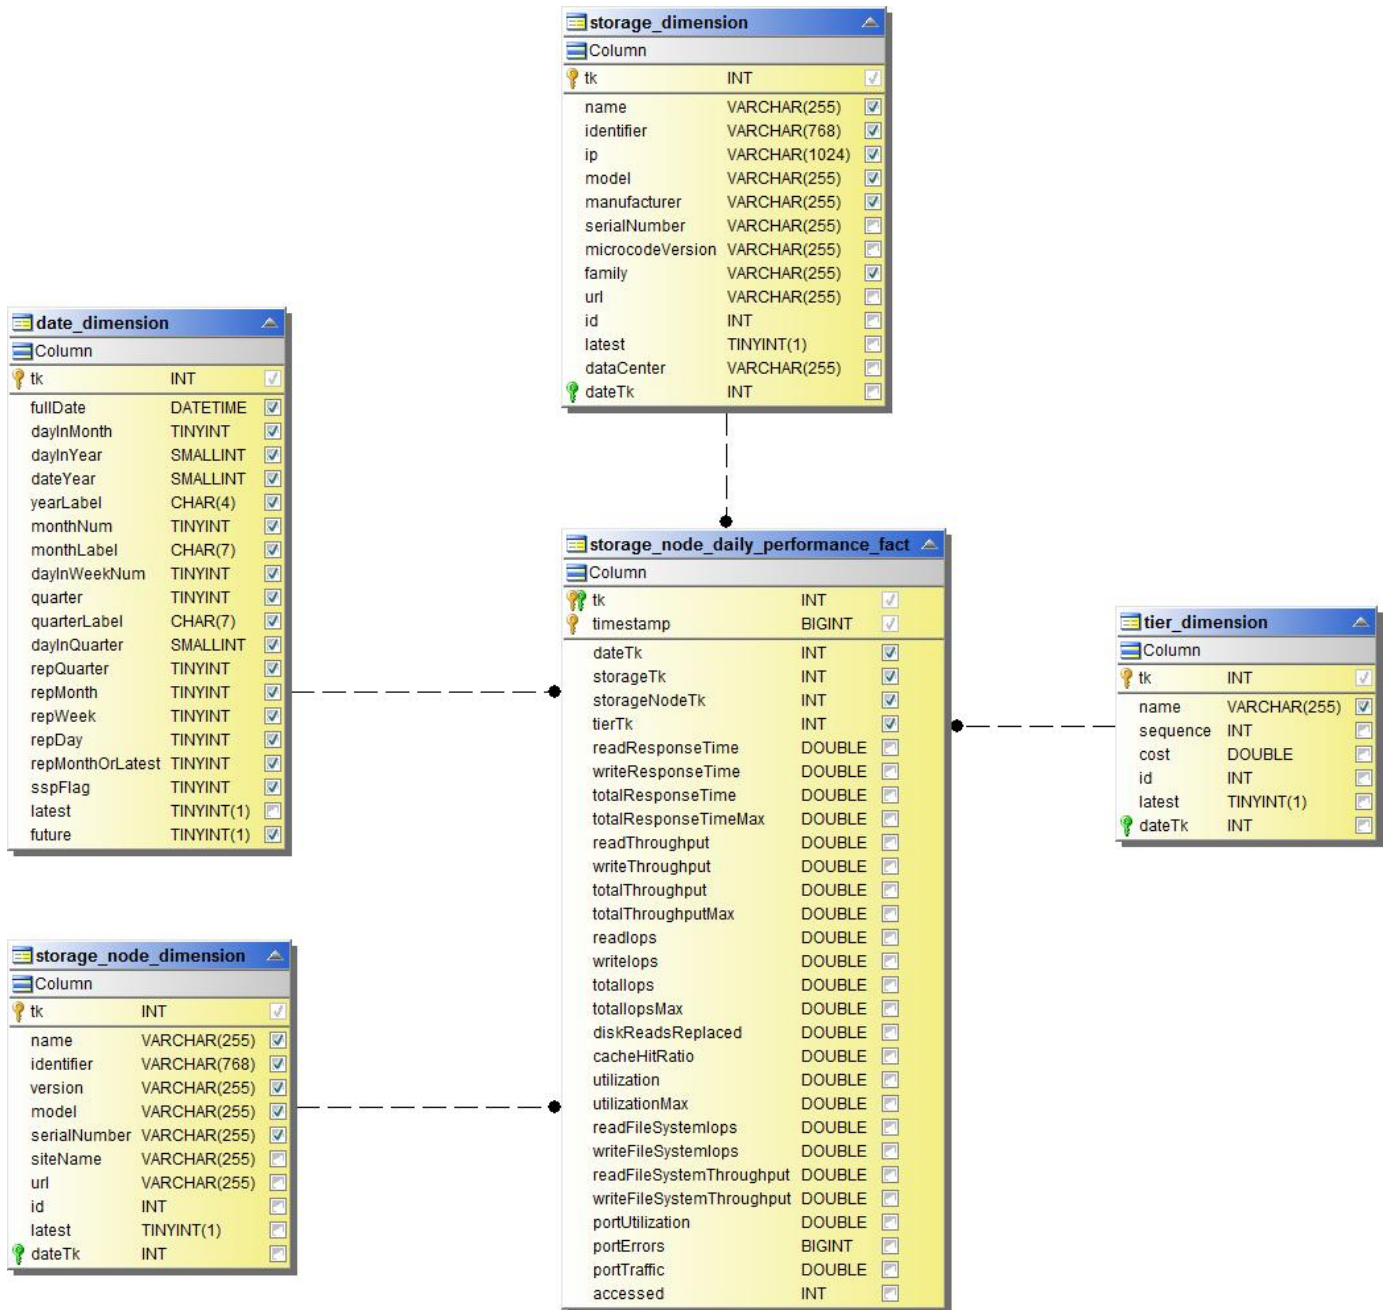 storage_dimension
Column
tk INT
name VARCHAR(255)
identifier VARCHAR(768)
ip VARCHAR(1024)
model VARCHAR(255)
manufacturer VARCHAR(255)
serialNumber VARCHAR(255)
microcodeVersion VARCHAR(255)
family VARCHAR(255)
url VARCHAR(255)
id INT
latest TINYINT(1)
dataCenter VARCHAR(255)
dateTk INT
date_dimension
Column
tk INT
fullDate DATETIME
dayInMonth TINYINT
dayInYear SMALLINT
dateYear SMALLINT
yearLabel CHAR(4)
monthNum TINYINT
monthLabel CHAR(7)
dayInWeekNum TINYINT
quarter TINYINT
quarterLabel CHAR(7)
dayInQuarter SMALLINT
repQuarter TINYINT
repMonth TINYINT
repWeek TINYINT
repDay TINYINT
repMonthOrLatest TINYINT
sspFlag TINYINT
latest TINYINT(1)
future TINYINT(1)
storage_node_daily_performance_fact
Column
tk INT
timestamp BIGINT
dateTk INT
storageTk INT
storageNodeTk INT
tierTk INT
readResponseTime DOUBLE
writeResponseTime DOUBLE
totalResponseTime DOUBLE
totalResponseTimeMax DOUBLE
readThroughput DOUBLE
writeThroughput DOUBLE
totalThroughput DOUBLE
totalThroughputMax DOUBLE
readIops DOUBLE
writeIops DOUBLE
totalIops DOUBLE
totalIopsMax DOUBLE
diskReadsReplaced DOUBLE
cacheHitRatio DOUBLE
utilization DOUBLE
utilizationMax DOUBLE
readFileSystemIops DOUBLE
writeFileSystemIops DOUBLE
readFileSystemThroughput DOUBLE
writeFileSystemThroughput DOUBLE
portUtilization DOUBLE
portErrors BIGINT
portTraffic DOUBLE
accessed INT
tier_dimension
Column
tk INT
name VARCHAR(255)
sequence INT
cost DOUBLE
id INT
latest TINYINT(1)
dateTk INT
storage_node_dimension
Column
tk INT
name VARCHAR(255)
identifier VARCHAR(768)
version VARCHAR(255)
model VARCHAR(255)
serialNumber VARCHAR(255)
siteName VARCHAR(255)
url VARCHAR(255)
id INT
latest TINYINT(1)
dateTk INT